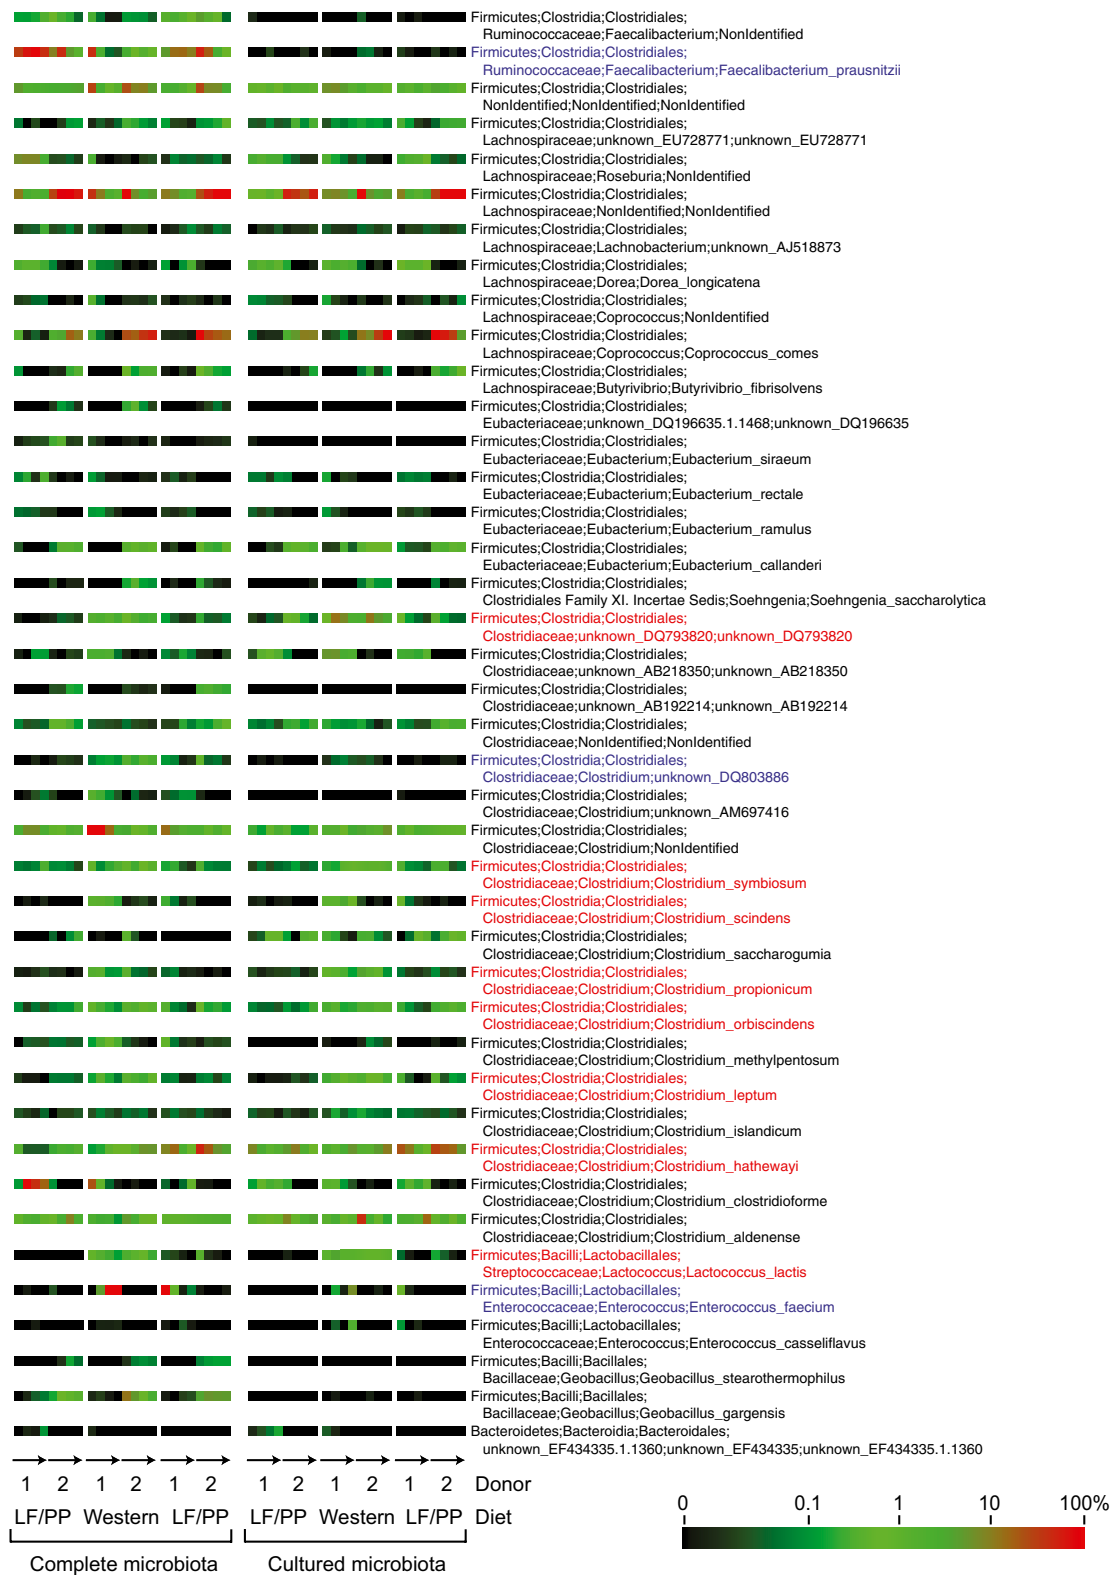 Firmicutes;Clostridia;Clostridiales;
Ruminococcaceae;Faecalibacterium;NonIdentified
Firmicutes;Clostridia;Clostridiales;
Ruminococcaceae;Faecalibacterium;Faecalibacterium_prausnitzii
Firmicutes;Clostridia;Clostridiales;
NonIdentified;NonIdentified;NonIdentified
Firmicutes;Clostridia;Clostridiales;
Lachnospiraceae;unknown_EU728771;unknown_EU728771
Firmicutes;Clostridia;Clostridiales;
Lachnospiraceae;Roseburia;NonIdentified
Firmicutes;Clostridia;Clostridiales;
Lachnospiraceae;NonIdentified;NonIdentified
Firmicutes;Clostridia;Clostridiales;
Lachnospiraceae;Lachnobacterium;unknown_AJ518873
Firmicutes;Clostridia;Clostridiales;
Lachnospiraceae;Dorea;Dorea_longicatena
Firmicutes;Clostridia;Clostridiales;
Lachnospiraceae;Coprococcus;NonIdentified
Firmicutes;Clostridia;Clostridiales;
Lachnospiraceae;Coprococcus;Coprococcus_comes
Firmicutes;Clostridia;Clostridiales;
Lachnospiraceae;Butyrivibrio;Butyrivibrio_fibrisolvens
Firmicutes;Clostridia;Clostridiales;
Eubacteriaceae;unknown_DQ196635.1.1468;unknown_DQ196635
Firmicutes;Clostridia;Clostridiales;
Eubacteriaceae;Eubacterium;Eubacterium_siraeum
Firmicutes;Clostridia;Clostridiales;
Eubacteriaceae;Eubacterium;Eubacterium_rectale
Firmicutes;Clostridia;Clostridiales;
Eubacteriaceae;Eubacterium;Eubacterium_ramulus
Firmicutes;Clostridia;Clostridiales;
Eubacteriaceae;Eubacterium;Eubacterium_callanderi
Firmicutes;Clostridia;Clostridiales;
Clostridiales Family XI. Incertae Sedis;Soehngenia;Soehngenia_saccharolytica
Firmicutes;Clostridia;Clostridiales;
Clostridiaceae;unknown_DQ793820;unknown_DQ793820
Firmicutes;Clostridia;Clostridiales;
Clostridiaceae;unknown_AB218350;unknown_AB218350
Firmicutes;Clostridia;Clostridiales;
Clostridiaceae;unknown_AB192214;unknown_AB192214
Firmicutes;Clostridia;Clostridiales;
Clostridiaceae;NonIdentified;NonIdentified
Firmicutes;Clostridia;Clostridiales;
Clostridiaceae;Clostridium;unknown_DQ803886
Firmicutes;Clostridia;Clostridiales;
Clostridiaceae;Clostridium;unknown_AM697416
Firmicutes;Clostridia;Clostridiales;
Clostridiaceae;Clostridium;NonIdentified
Firmicutes;Clostridia;Clostridiales;
Clostridiaceae;Clostridium;Clostridium_symbiosum
Firmicutes;Clostridia;Clostridiales;
Clostridiaceae;Clostridium;Clostridium_scindens
Firmicutes;Clostridia;Clostridiales;
Clostridiaceae;Clostridium;Clostridium_saccharogumia
Firmicutes;Clostridia;Clostridiales;
Clostridiaceae;Clostridium;Clostridium_propionicum
Firmicutes;Clostridia;Clostridiales;
Clostridiaceae;Clostridium;Clostridium_orbiscindens
Firmicutes;Clostridia;Clostridiales;
Clostridiaceae;Clostridium;Clostridium_methylpentosum
Firmicutes;Clostridia;Clostridiales;
Clostridiaceae;Clostridium;Clostridium_leptum
Firmicutes;Clostridia;Clostridiales;
Clostridiaceae;Clostridium;Clostridium_islandicum
Firmicutes;Clostridia;Clostridiales;
Clostridiaceae;Clostridium;Clostridium_hathewayi
Firmicutes;Clostridia;Clostridiales;
Clostridiaceae;Clostridium;Clostridium_clostridioforme
Firmicutes;Clostridia;Clostridiales;
Clostridiaceae;Clostridium;Clostridium_aldenense
Firmicutes;Bacilli;Lactobacillales;
Streptococcaceae;Lactococcus;Lactococcus_lactis
Firmicutes;Bacilli;Lactobacillales;
Enterococcaceae;Enterococcus;Enterococcus_faecium
Firmicutes;Bacilli;Lactobacillales;
Enterococcaceae;Enterococcus;Enterococcus_casseliflavus
Firmicutes;Bacilli;Bacillales;
Bacillaceae;Geobacillus;Geobacillus_stearothermophilus
Firmicutes;Bacilli;Bacillales;
Bacillaceae;Geobacillus;Geobacillus_gargensis
Bacteroidetes;Bacteroidia;Bacteroidales;
unknown_EF434335.1.1360;unknown_EF434335;unknown_EF434335.1.1360
1 2 1 2 1 2 1 2 1 2 1 2 Donor
LF/PP Western LF/PP LF/PP Western LF/PP Diet
Complete microbiota Cultured microbiota
0 0.1 1 10 100%